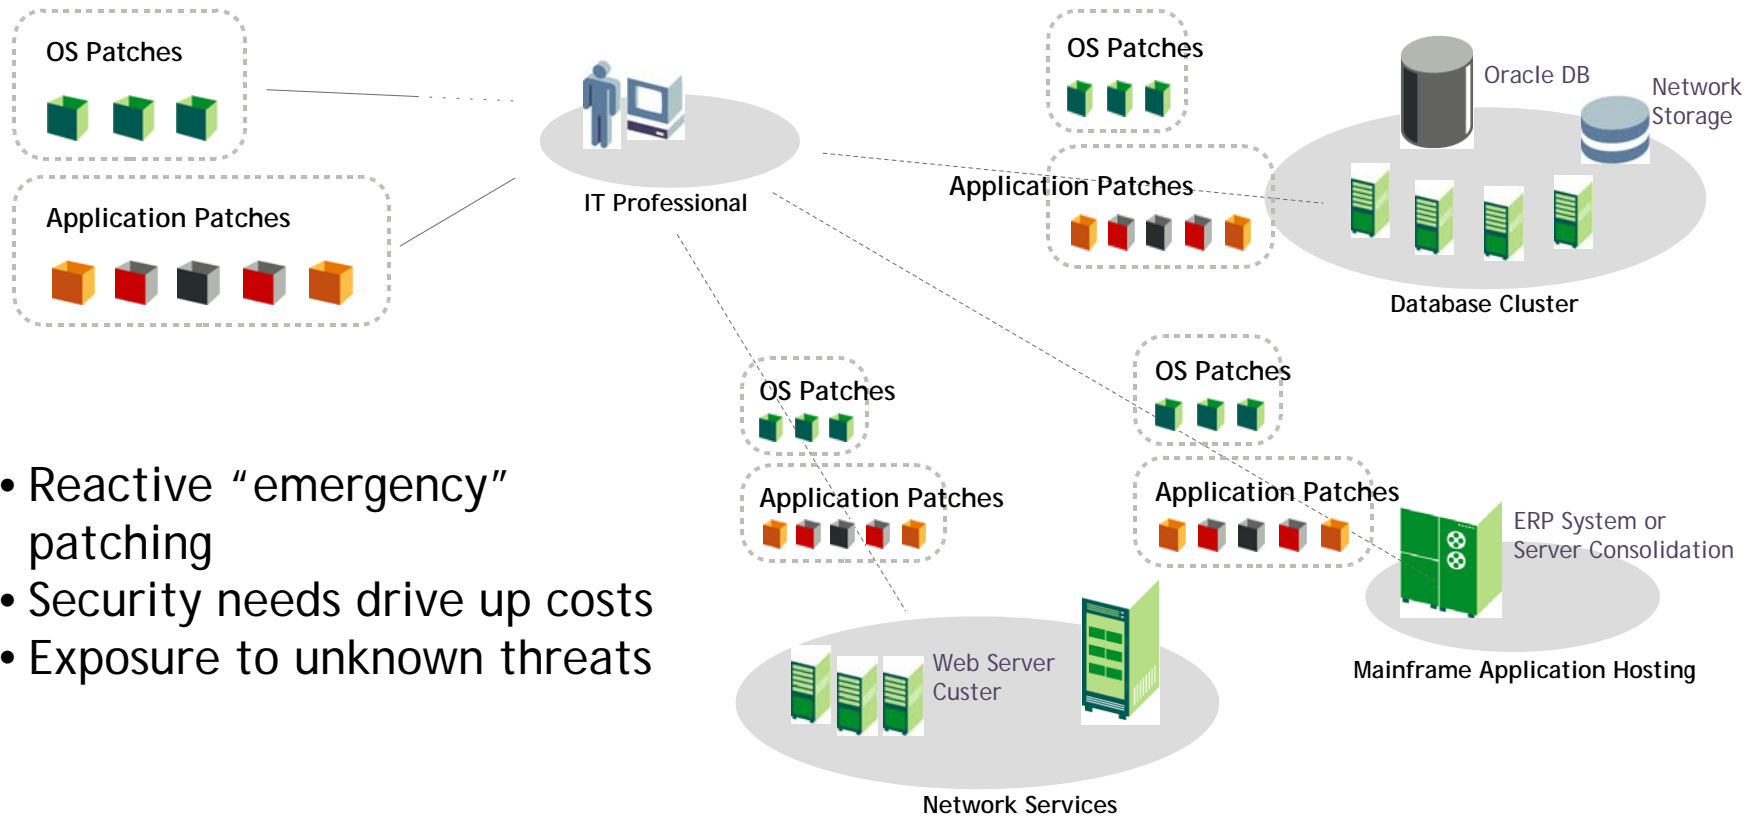 OS Patches
Application Patches
IT Professional
OS Patches
Application Patches
Oracle DB
Network
Storage
Database Cluster
OS Patches
Application Patches
OS Patches
Application Patches
ERP System or
Server Consolidation
Mainframe Application Hosting
Web Server
Custer
Network Services
• Reactive “emergency”
patching
• Security needs drive up costs
• Exposure to unknown threats